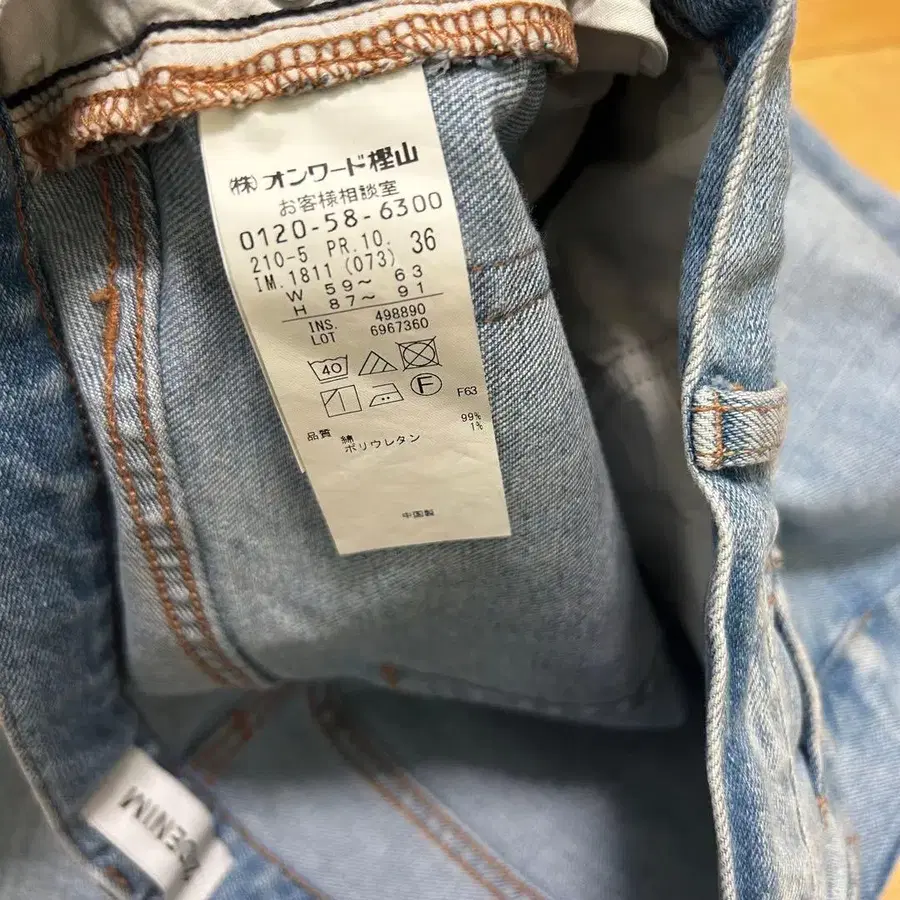 ㈱オンワード樫山
お客様相談室
0120-58-6300
210-5 PR.10. 36
IM.1811 (073)
W 59～ 63
H 87～ 91
INS. 498890
LOT 6967360
40
F
F63
品質 綿 99%
ポリウレタン 1%
中国製
DENIM